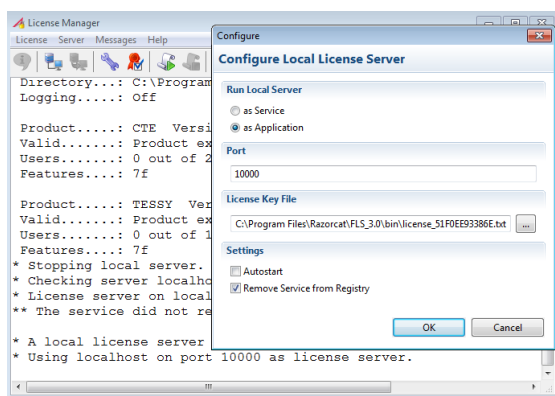 License Manager
License Server Messages Help
Directory...: C:\Program
Logging.....: Off
Product.....: CTE Versi
Valid.......: Product ex
Users.......: 0 out of 2
Features....: 7f
Product.....: TESSY Ver
Valid.......: Product ex
Users.......: 0 out of 1
Features....: 7f
* Stopping local server.
* Checking server localho
* License server on local
** The service did not re
* A local license server
* Using localhost on port 10000 as license server.
Configure
Configure Local License Server
Run Local Server
as Service
as Application
Port
10000
License Key File
C:\Program Files\Razorcat\FLS_3.0\bin\license_51F0EE93386E.txt ...
Settings
Autostart
Remove Service from Registry
OK Cancel